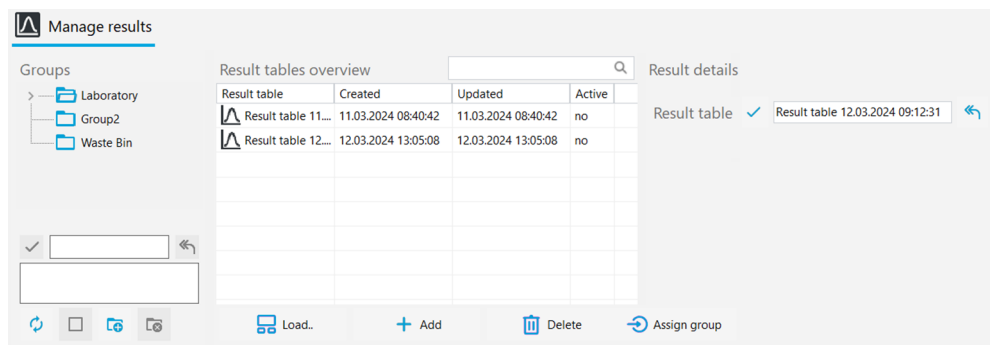 Manage results
Groups
Laboratory
Group2
Waste Bin
Result tables overview
Result table Created Updated Active
Result table 11.... 11.03.2024 08:40:42 11.03.2024 08:40:42 no
Result table 12.... 12.03.2024 13:05:08 12.03.2024 13:05:08 no
Load.. Add Delete Assign group
Result details
Result table Result table 12.03.2024 09:12:31